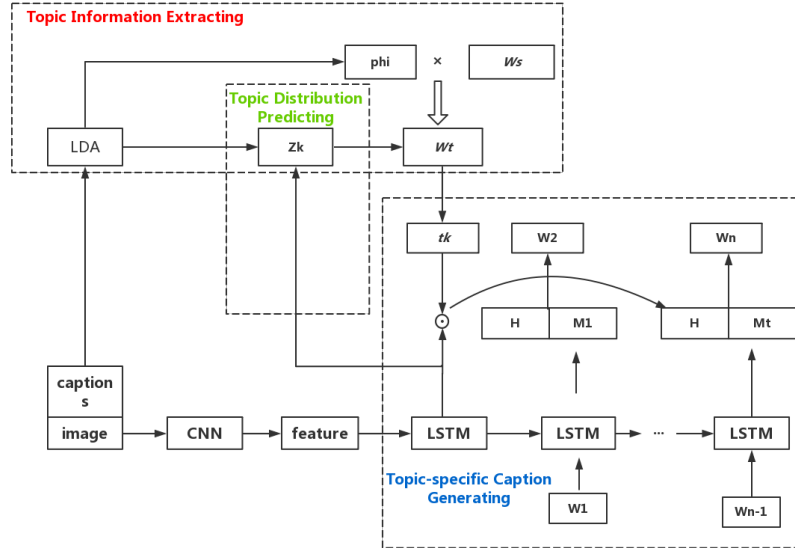 Topic Information Extracting
phi
×
Ws
Topic Distribution
Predicting
LDA
Zk
Wt
tk
W2
Wn
H
M1
H
Mt
caption
s
image
CNN
feature
LSTM
LSTM
...
LSTM
Topic-specific Caption
Generating
W1
Wn-1